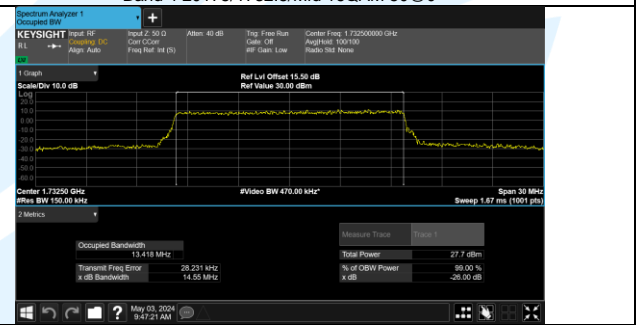 Spectrum Analyzer 1
Occupied BW
KEYSIGHT Input: RF Input Z: 50 Ω Atten: 40 dB Trig: Free Run Center Freq: 1.732500000 GHz
RL Coupling: DC Corr CCorr Gate: Off Avg|Hold: 100/100
Align: Auto Freq Ref: Int (S) #IF Gain: Low Radio Std: None
1 Graph
Ref Lvl Offset 15.50 dB
Scale/Div 10.0 dB Ref Value 30.00 dBm
Log
20.0
10.0
0.00
-10.0
-20.0
-30.0
-40.0
-50.0
-60.0
Center 1.73250 GHz #Video BW 470.00 kHz* Span 30 MHz
#Res BW 150.00 kHz Sweep 1.67 ms (1001 pts)
2 Metrics
Measure Trace Trace 1
Occupied Bandwidth
13.418 MHz Total Power 27.7 dBm
Transmit Freq Error 28.231 kHz % of OBW Power 99.00 %
x dB Bandwidth 14.55 MHz x dB -26.00 dB
May 03, 2024
9:47:21 AM